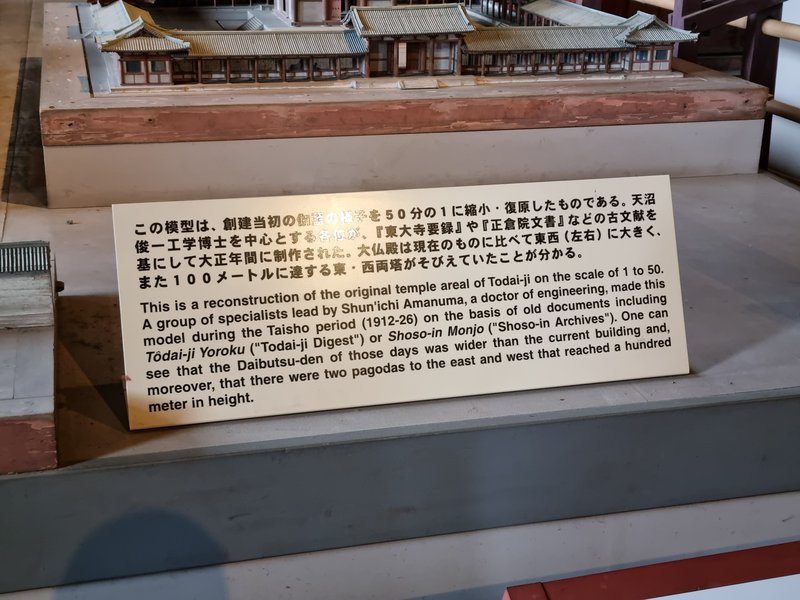 この模型は、創建当初の伽藍の様子を50分の1に縮小・復原したものである。天沼
俊一工学博士を中心とする各位が、『東大寺要録』や『正倉院文書』などの古文献を
基にして大正年間に制作された。大仏殿は現在のものに比べて東西（左右）に大きく、
また100メートルに達する東・西両塔がそびえていたことが分かる。
This is a reconstruction of the original temple areal of Todai-ji on the scale of 1 to 50.
A group of specialists lead by Shun'ichi Amanuma, a doctor of engineering, made this
model during the Taisho period (1912-26) on the basis of old documents including
Tōdai-ji Yoroku ("Todai-ji Digest") or Shoso-in Monjo ("Shoso-in Archives"). One can
see that the Daibutsu-den of those days was wider than the current building and,
moreover, that there were two pagodas to the east and west that reached a hundred
meter in height.